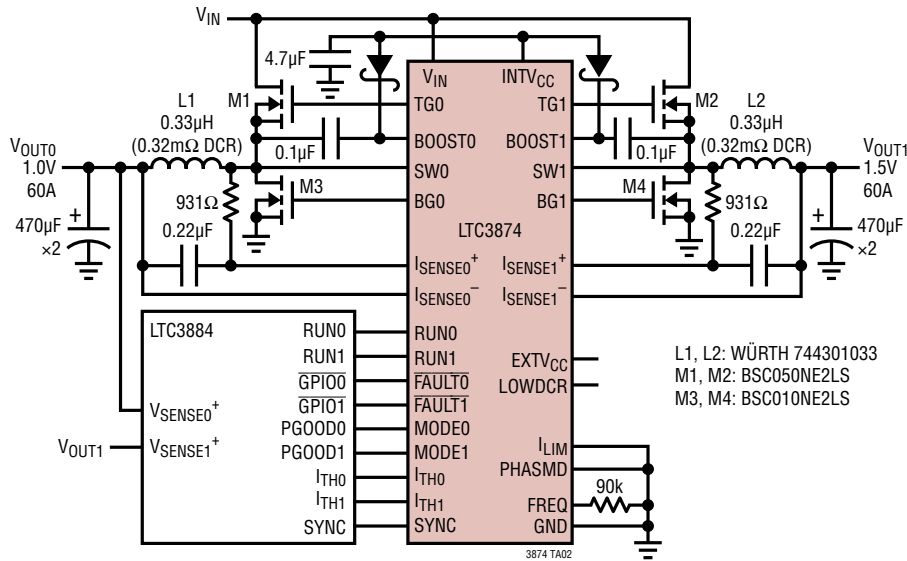 VIN
4.7µF
VIN
INTVCC
M1
TG0
TG1
M2
L1
0.33µH
(0.32mΩ DCR)
L2
0.33µH
(0.32mΩ DCR)
BOOST0
BOOST1
0.1µF
0.1µF
VOUT0
1.0V
60A
VOUT1
1.5V
60A
SW0
SW1
M3
M4
931Ω
931Ω
BG0
BG1
+
470µF
×2
+
470µF
×2
LTC3874
0.22µF
0.22µF
ISENSE0+
ISENSE1+
ISENSE0–
ISENSE1–
LTC3884
RUN0
RUN0
RUN1
RUN1
GPIO0
FAULT0
GPIO1
FAULT1
PGOOD0
MODE0
PGOOD1
MODE1
ITH0
ITH0
ITH1
ITH1
SYNC
SYNC
VSENSE0+
VOUT1
VSENSE1+
EXTVCC
LOWDCR
ILIM
PHASMD
FREQ
90k
GND
L1, L2: WÜRTH 744301033
M1, M2: BSC050NE2LS
M3, M4: BSC010NE2LS
3874 TA02